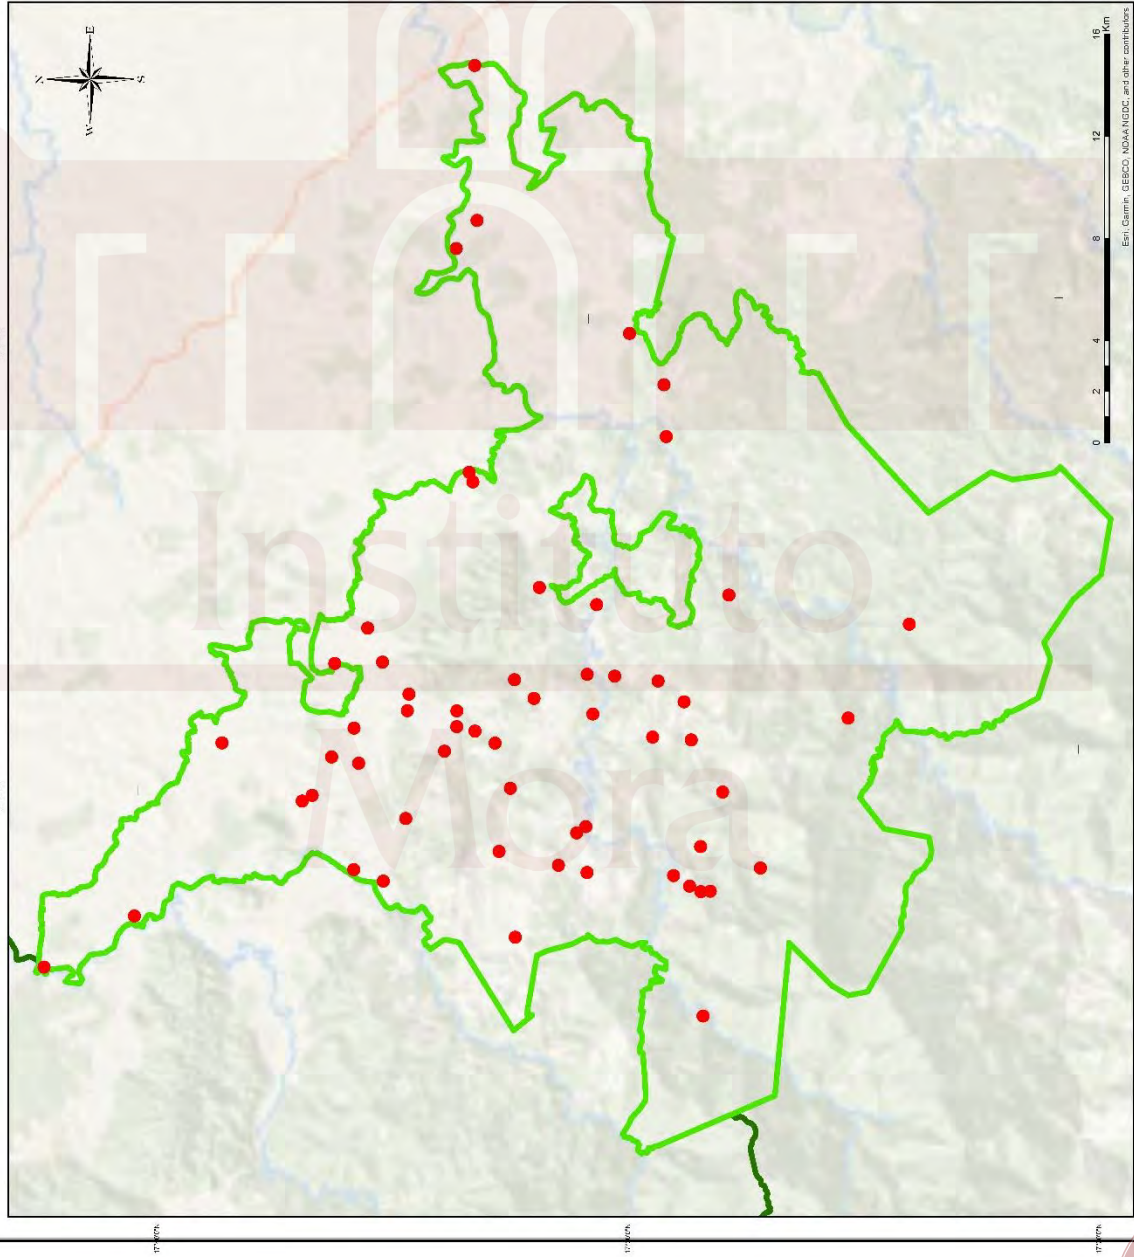 N
E
S
W
Instituto
Mora
0
2
4
8
12
16
Km
Esri, Garmin, GEBCO, NOAA NGDC, and other contributors